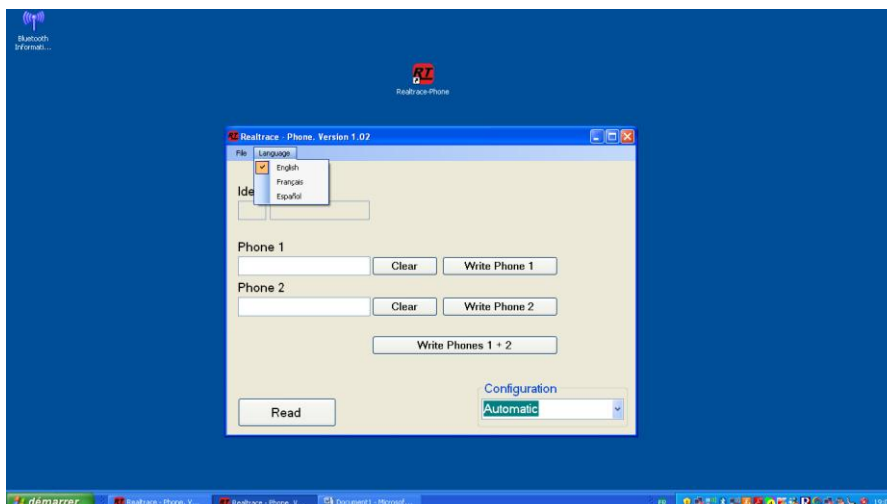 Bluetooth
Informati...
RT
Realtrace-Phone
Realtrace - Phone. Version 1.02
File Language
English
Français
Español
Ide
Phone 1
Clear Write Phone 1
Phone 2
Clear Write Phone 2
Write Phones 1 + 2
Configuration
Read Automatic
démarrer Realtrace - Phone. V... Realtrace - Phone. V... Document1 - Microsof... FR